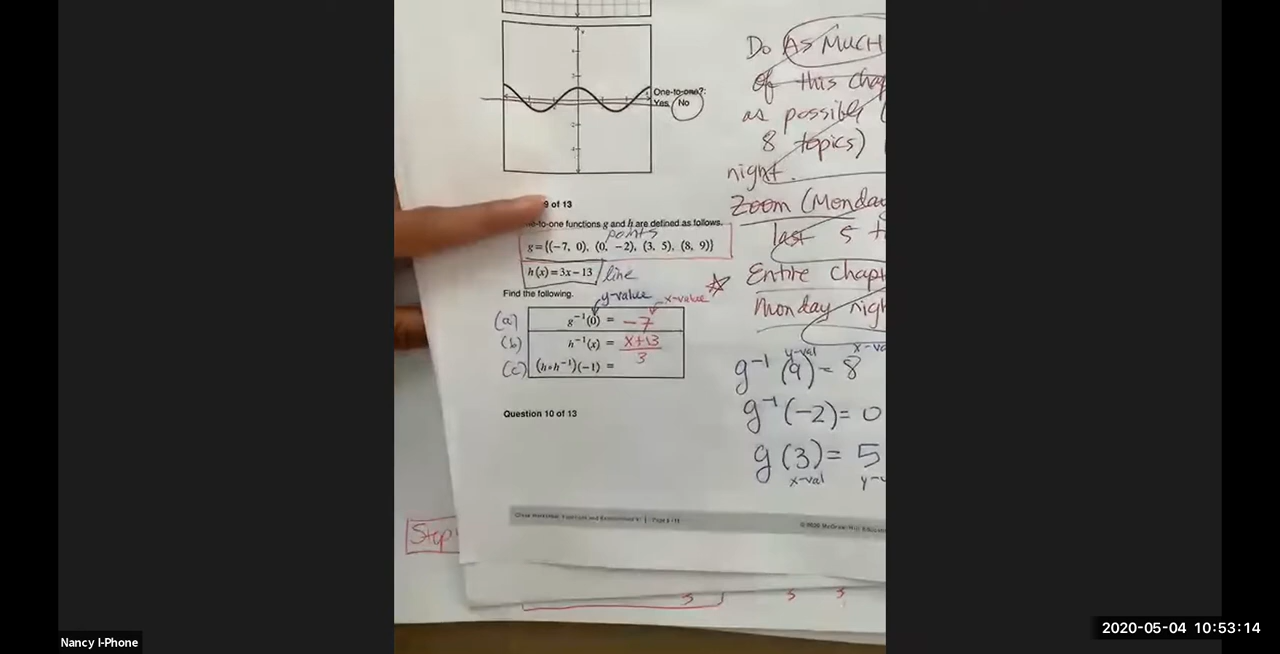 One-to-one?:
Yes No
9 of 13
-to-one functions g and h are defined as follows.
points
g={(−7, 0), (0, −2), (3, 5), (8, 9)}
h(x)=3x−13 line
Find the following.
y-value x-value
(a) g⁻¹(0) = −7
(b) h⁻¹(x) = x+13
3
(c) (h∘h⁻¹)(−1) =
Question 10 of 13
Do As Much
of this chap
as possible
8 topics)
night.
Zoom (Monday
last 5 t
Entire Chapt
Monday nigh
y-val x-va
g⁻¹(9) = 8
g⁻¹(−2) = 0
g(3) = 5
x-val y-
Step
Nancy I-Phone
2020-05-04 10:53:14